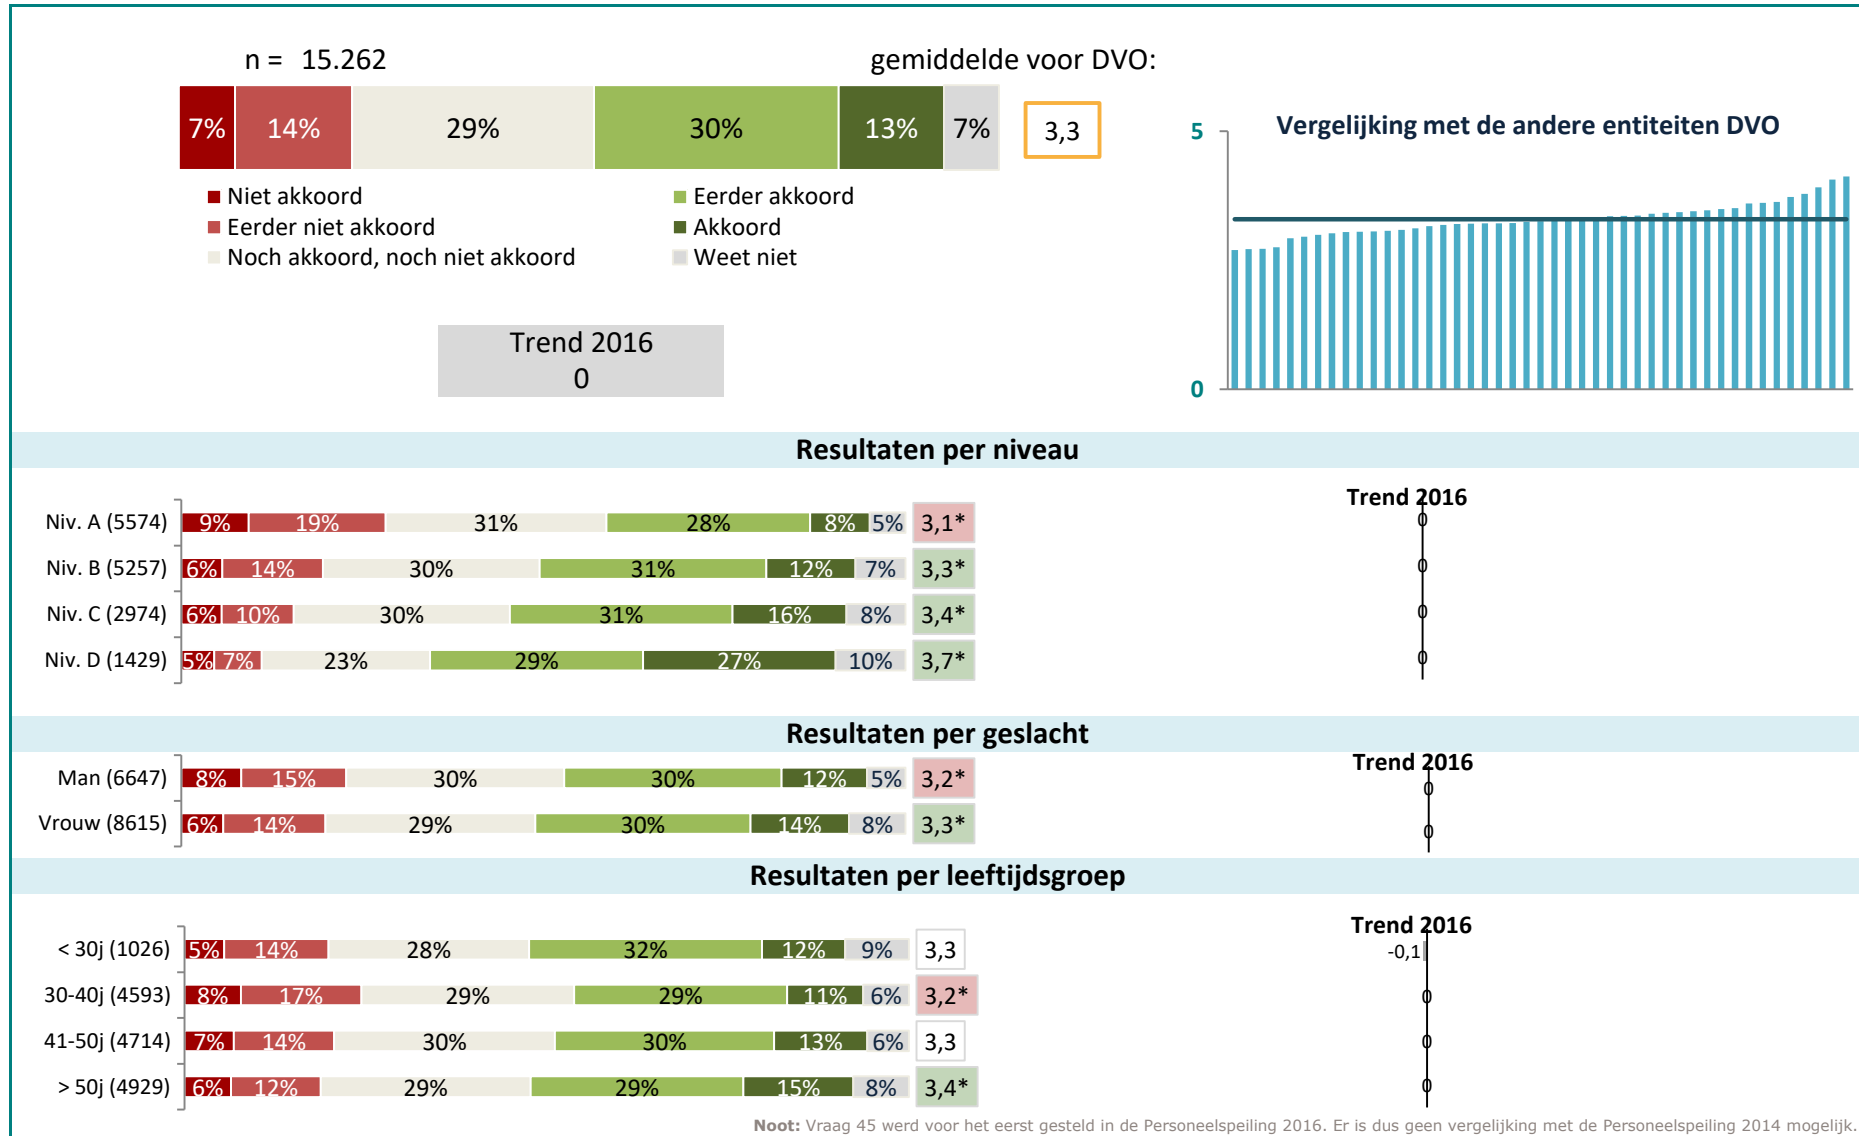 n = 15.262
gemiddelde voor DVO:
7% 14% 29% 30% 13% 7% 3,3
Niet akkoord
Eerder akkoord
Eerder niet akkoord
Akkoord
Noch akkoord, noch niet akkoord
Weet niet
Trend 2016
0
Vergelijking met de andere entiteiten DVO
5
0
Resultaten per niveau
Trend 2016
Niv. A (5574) 9% 19% 31% 28% 8% 5% 3,1* 0
Niv. B (5257) 6% 14% 30% 31% 12% 7% 3,3* 0
Niv. C (2974) 6% 10% 30% 31% 16% 8% 3,4* 0
Niv. D (1429) 5% 7% 23% 29% 27% 10% 3,7* 0
Resultaten per geslacht
Trend 2016
Man (6647) 8% 15% 30% 30% 12% 5% 3,2* 0
Vrouw (8615) 6% 14% 29% 30% 14% 8% 3,3* 0
Resultaten per leeftijdsgroep
Trend 2016
< 30j (1026) 5% 14% 28% 32% 12% 9% 3,3 -0,1
30-40j (4593) 8% 17% 29% 29% 11% 6% 3,2* 0
41-50j (4714) 7% 14% 30% 30% 13% 6% 3,3 0
> 50j (4929) 6% 12% 29% 29% 15% 8% 3,4* 0
Noot: Vraag 45 werd voor het eerst gesteld in de Personeelspeiling 2016. Er is dus geen vergelijking met de Personeelspeiling 2014 mogelijk.